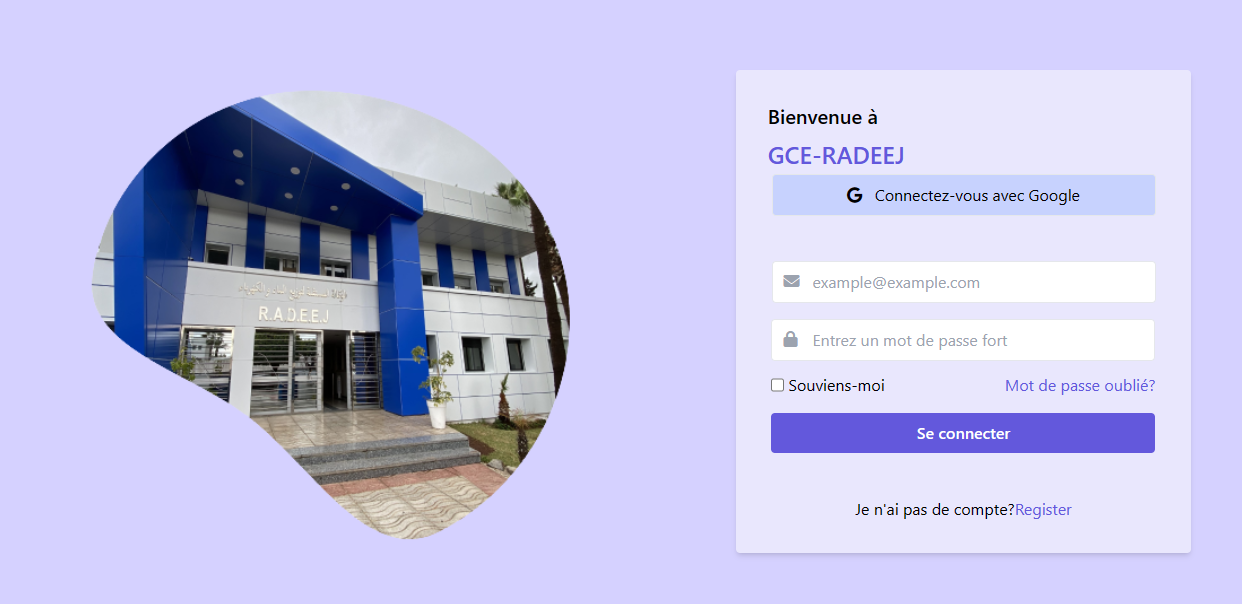 R.A.D.E.E.J
Bienvenue à
GCE-RADEEJ
Connectez-vous avec Google
example@example.com
Entrez un mot de passe fort
Souviens-moi
Mot de passe oublié?
Se connecter
Je n'ai pas de compte?Register